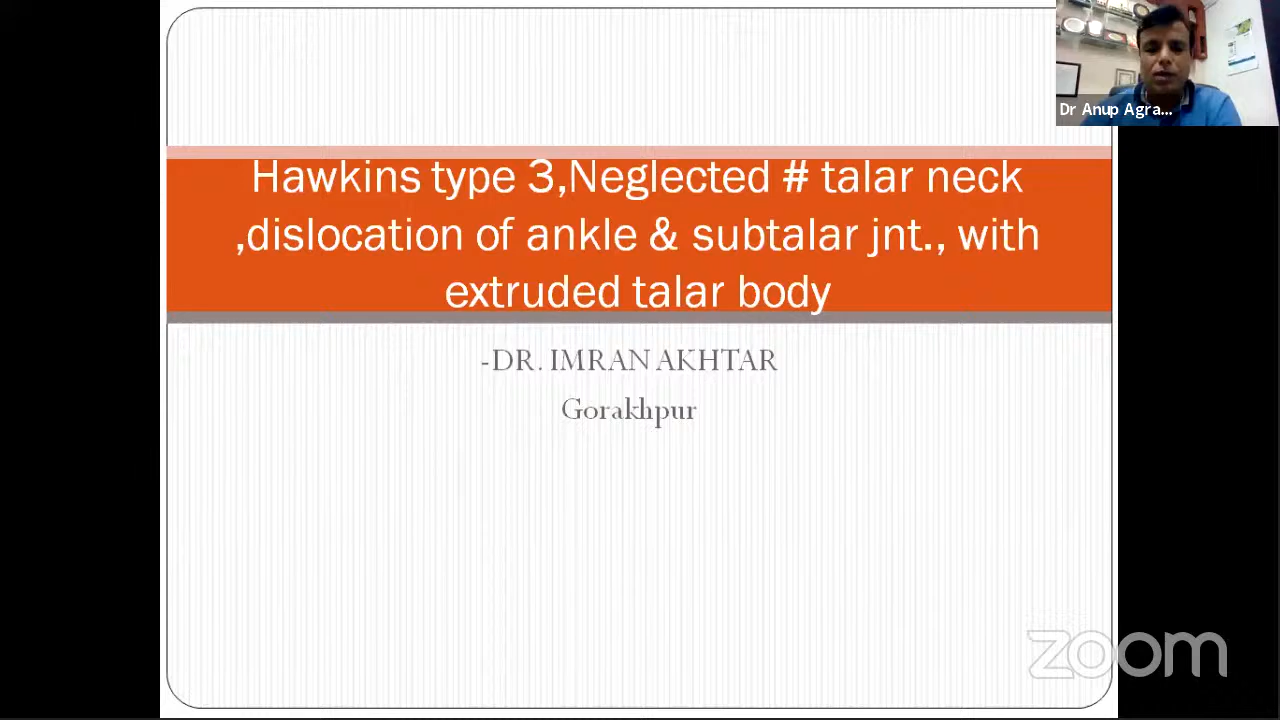 Dr Anup Agra...
Hawkins type 3,Neglected # talar neck
,dislocation of ankle & subtalar jnt., with
extruded talar body
-DR. IMRAN AKHTAR
Gorakhpur
zoom